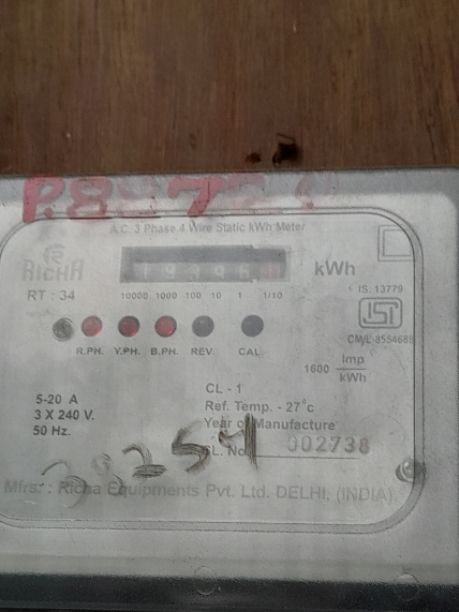 A.C. 3 Phase 4 Wire Static kWh Meter
RICHA
kWh
RT : 34
IS: 13779
10000 1000 100 10 1 1/10
ISI
CM/L-8554688
R.PH. Y.PH. B.PH. REV. CAL.
1600 Imp/kWh
5-20 A
3 X 240 V.
50 Hz.
CL - 1
Ref. Temp. - 27°c
Year of Manufacture
SL. No. 002738
Mfrs. : Richa Equipments Pvt. Ltd. DELHI, (INDIA).